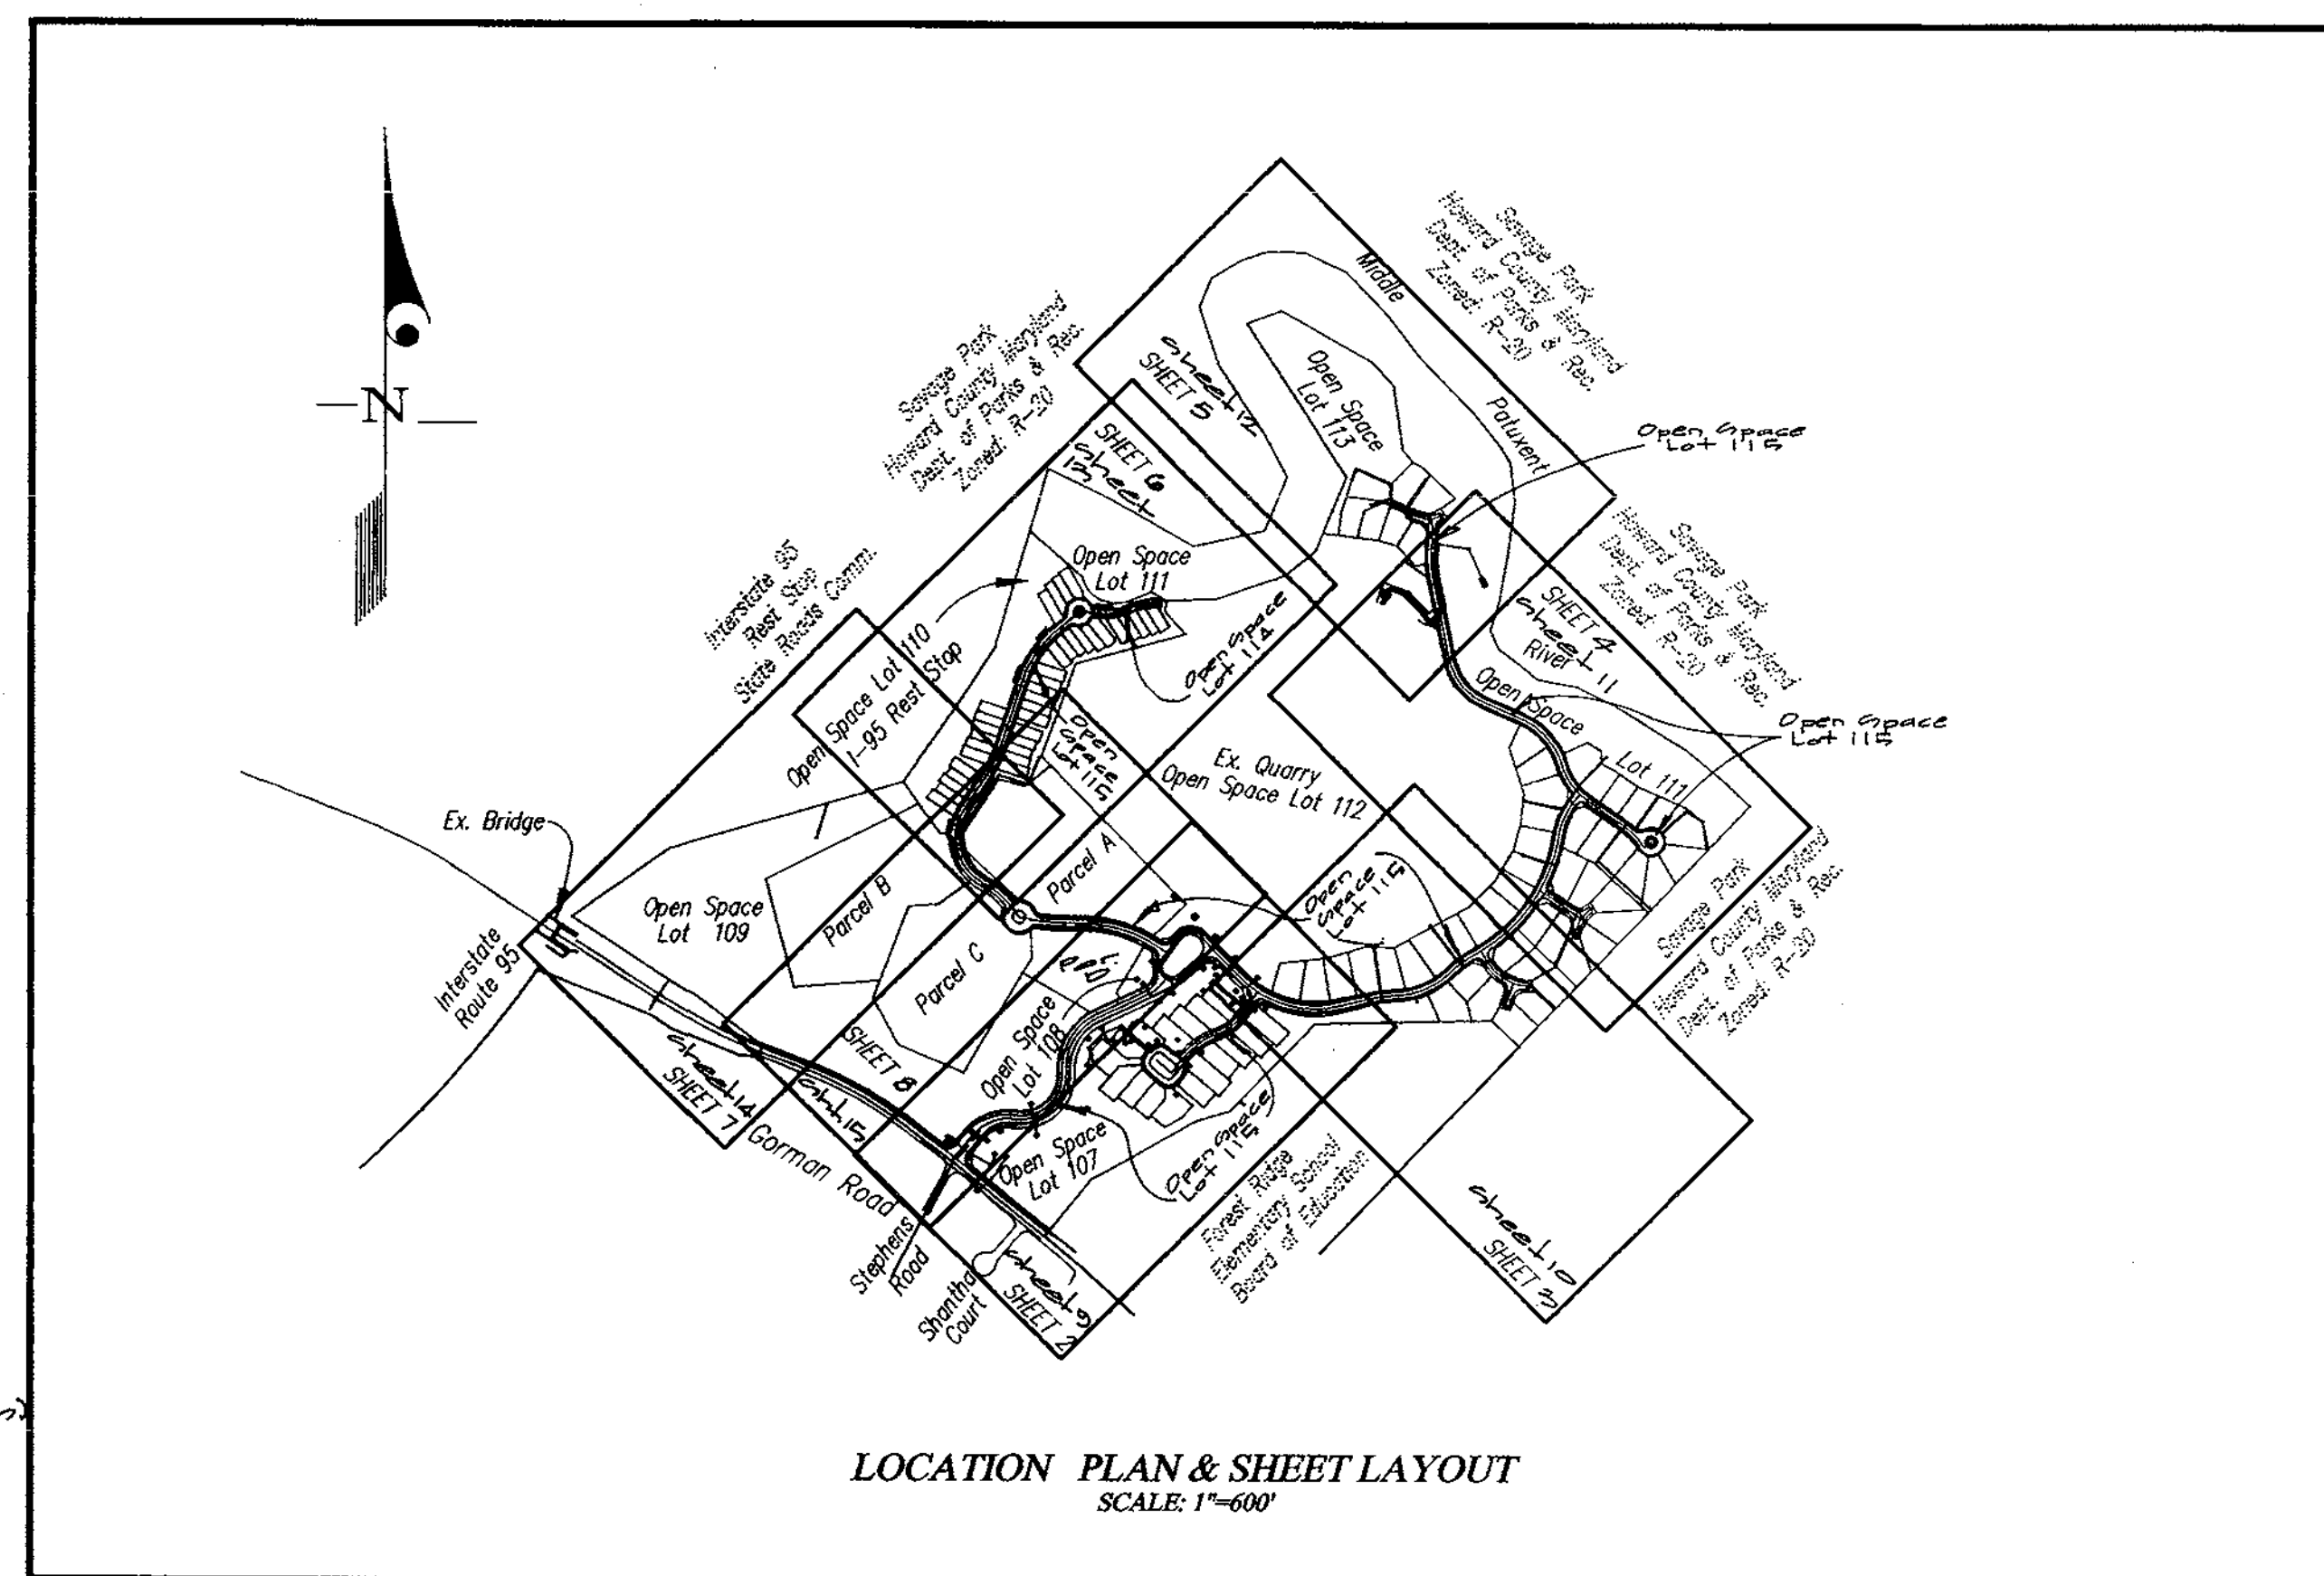 N
Savage Park
Howard County Maryland
Dept. of Parks & Rec.
Zoned: R-20
Middle
Patuxent
River
Sheet 12
SHEET 5
Open Space
Lot 113
Open Space
Lot 115
Savage Park
Howard County Maryland
Dept. of Parks & Rec.
Zoned: R-20
SHEET 6
Sheet
13
Open Space
Lot 111
Savage Park
Howard County Maryland
Dept. of Parks & Rec.
Zoned: R-20
SHEET 4
Sheet 11
Interstate 95
Rest Stop
State Roads Comm.
Open Space Lot 110
I-95 Rest Stop
Open Space
Lot 114
Open Space
Lot 111
Open Space
Lot 115
Open
Space
Lot 115
Ex. Quarry
Open Space Lot 112
Ex. Bridge
Parcel A
Parcel B
Parcel C
Open Space
Lot 109
Open
Space
Lot 115
Savage Park
Howard County Maryland
Dept. of Parks & Rec.
Zoned: R-20
Interstate
Route 95
Open Space
Lot 108
SHEET 8
Sht. 15
Sheet 14
SHEET 7
Gorman Road
Open Space
Lot 107
Open Space
Lot 115
Forest Ridge
Elementary School
Board of Education
Stephens
Road
Shantha
Court
Sheet 9
SHEET 2
Sheet 10
SHEET 3
LOCATION PLAN & SHEET LAYOUT
SCALE: 1"=600'